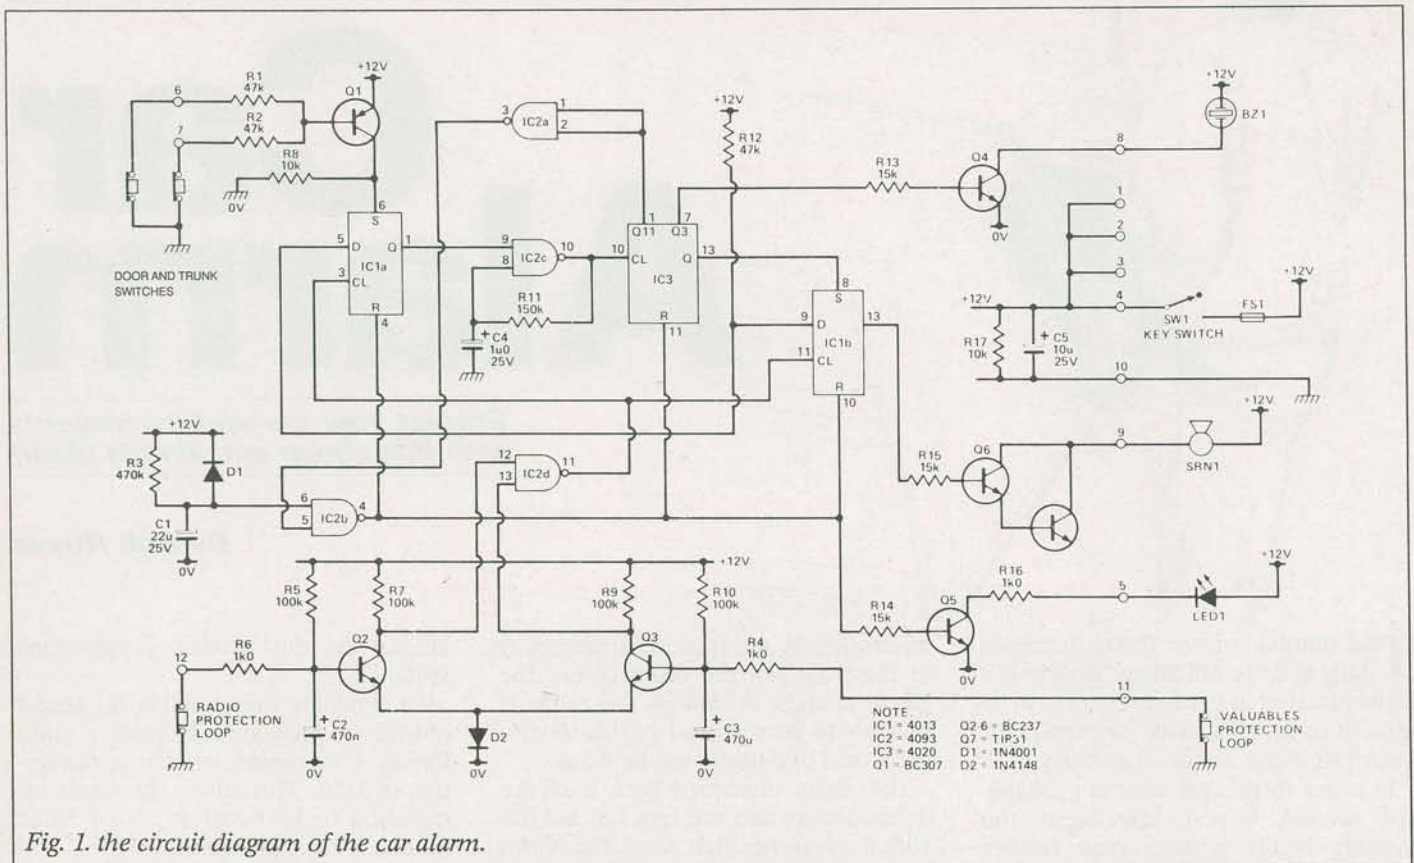 +12V
6
R1
47k
Q1
7
R2
47k
R8
10k
0V
DOOR AND TRUNK
SWITCHES
6
S
5
D
Q
1
3
CL
IC1a
R
4
3
IC2a
1
2
9
8
IC2c
10
R11
150k
+
C4
1u0
25V
1
7
Q11
Q3
10
CL
Q
13
IC3
R
11
+12V
R12
47k
R13
15k
Q4
0V
8
+12V
BZ1
1
2
3
4
+12V
SW1
KEY SWITCH
FS1
+12V
R17
10k
+
C5
10u
25V
10
8
S
9
D
13
IC1b
11
CL
R
10
R15
15k
Q6
9
+12V
SRN1
+12V
R3
470k
D1
C1
22u
25V
+
0V
6
5
IC2b
4
12
13
IC2d
11
+12V
R5
100k
R7
100k
R9
100k
R10
100k
R6
1k0
12
Q2
RADIO
PROTECTION
LOOP
+
C2
470n
0V
D2
0V
Q3
R4
1k0
+
C3
470u
0V
R14
15k
Q5
0V
R16
1k0
5
LED1
+12V
11
VALUABLES
PROTECTION
LOOP
NOTE
IC1 = 4013
IC2 = 4093
IC3 = 4020
Q1 = BC307
Q2-6 = BC237
Q7 = TIP31
D1 = 1N4001
D2 = 1N4148
Fig. 1. the circuit diagram of the car alarm.